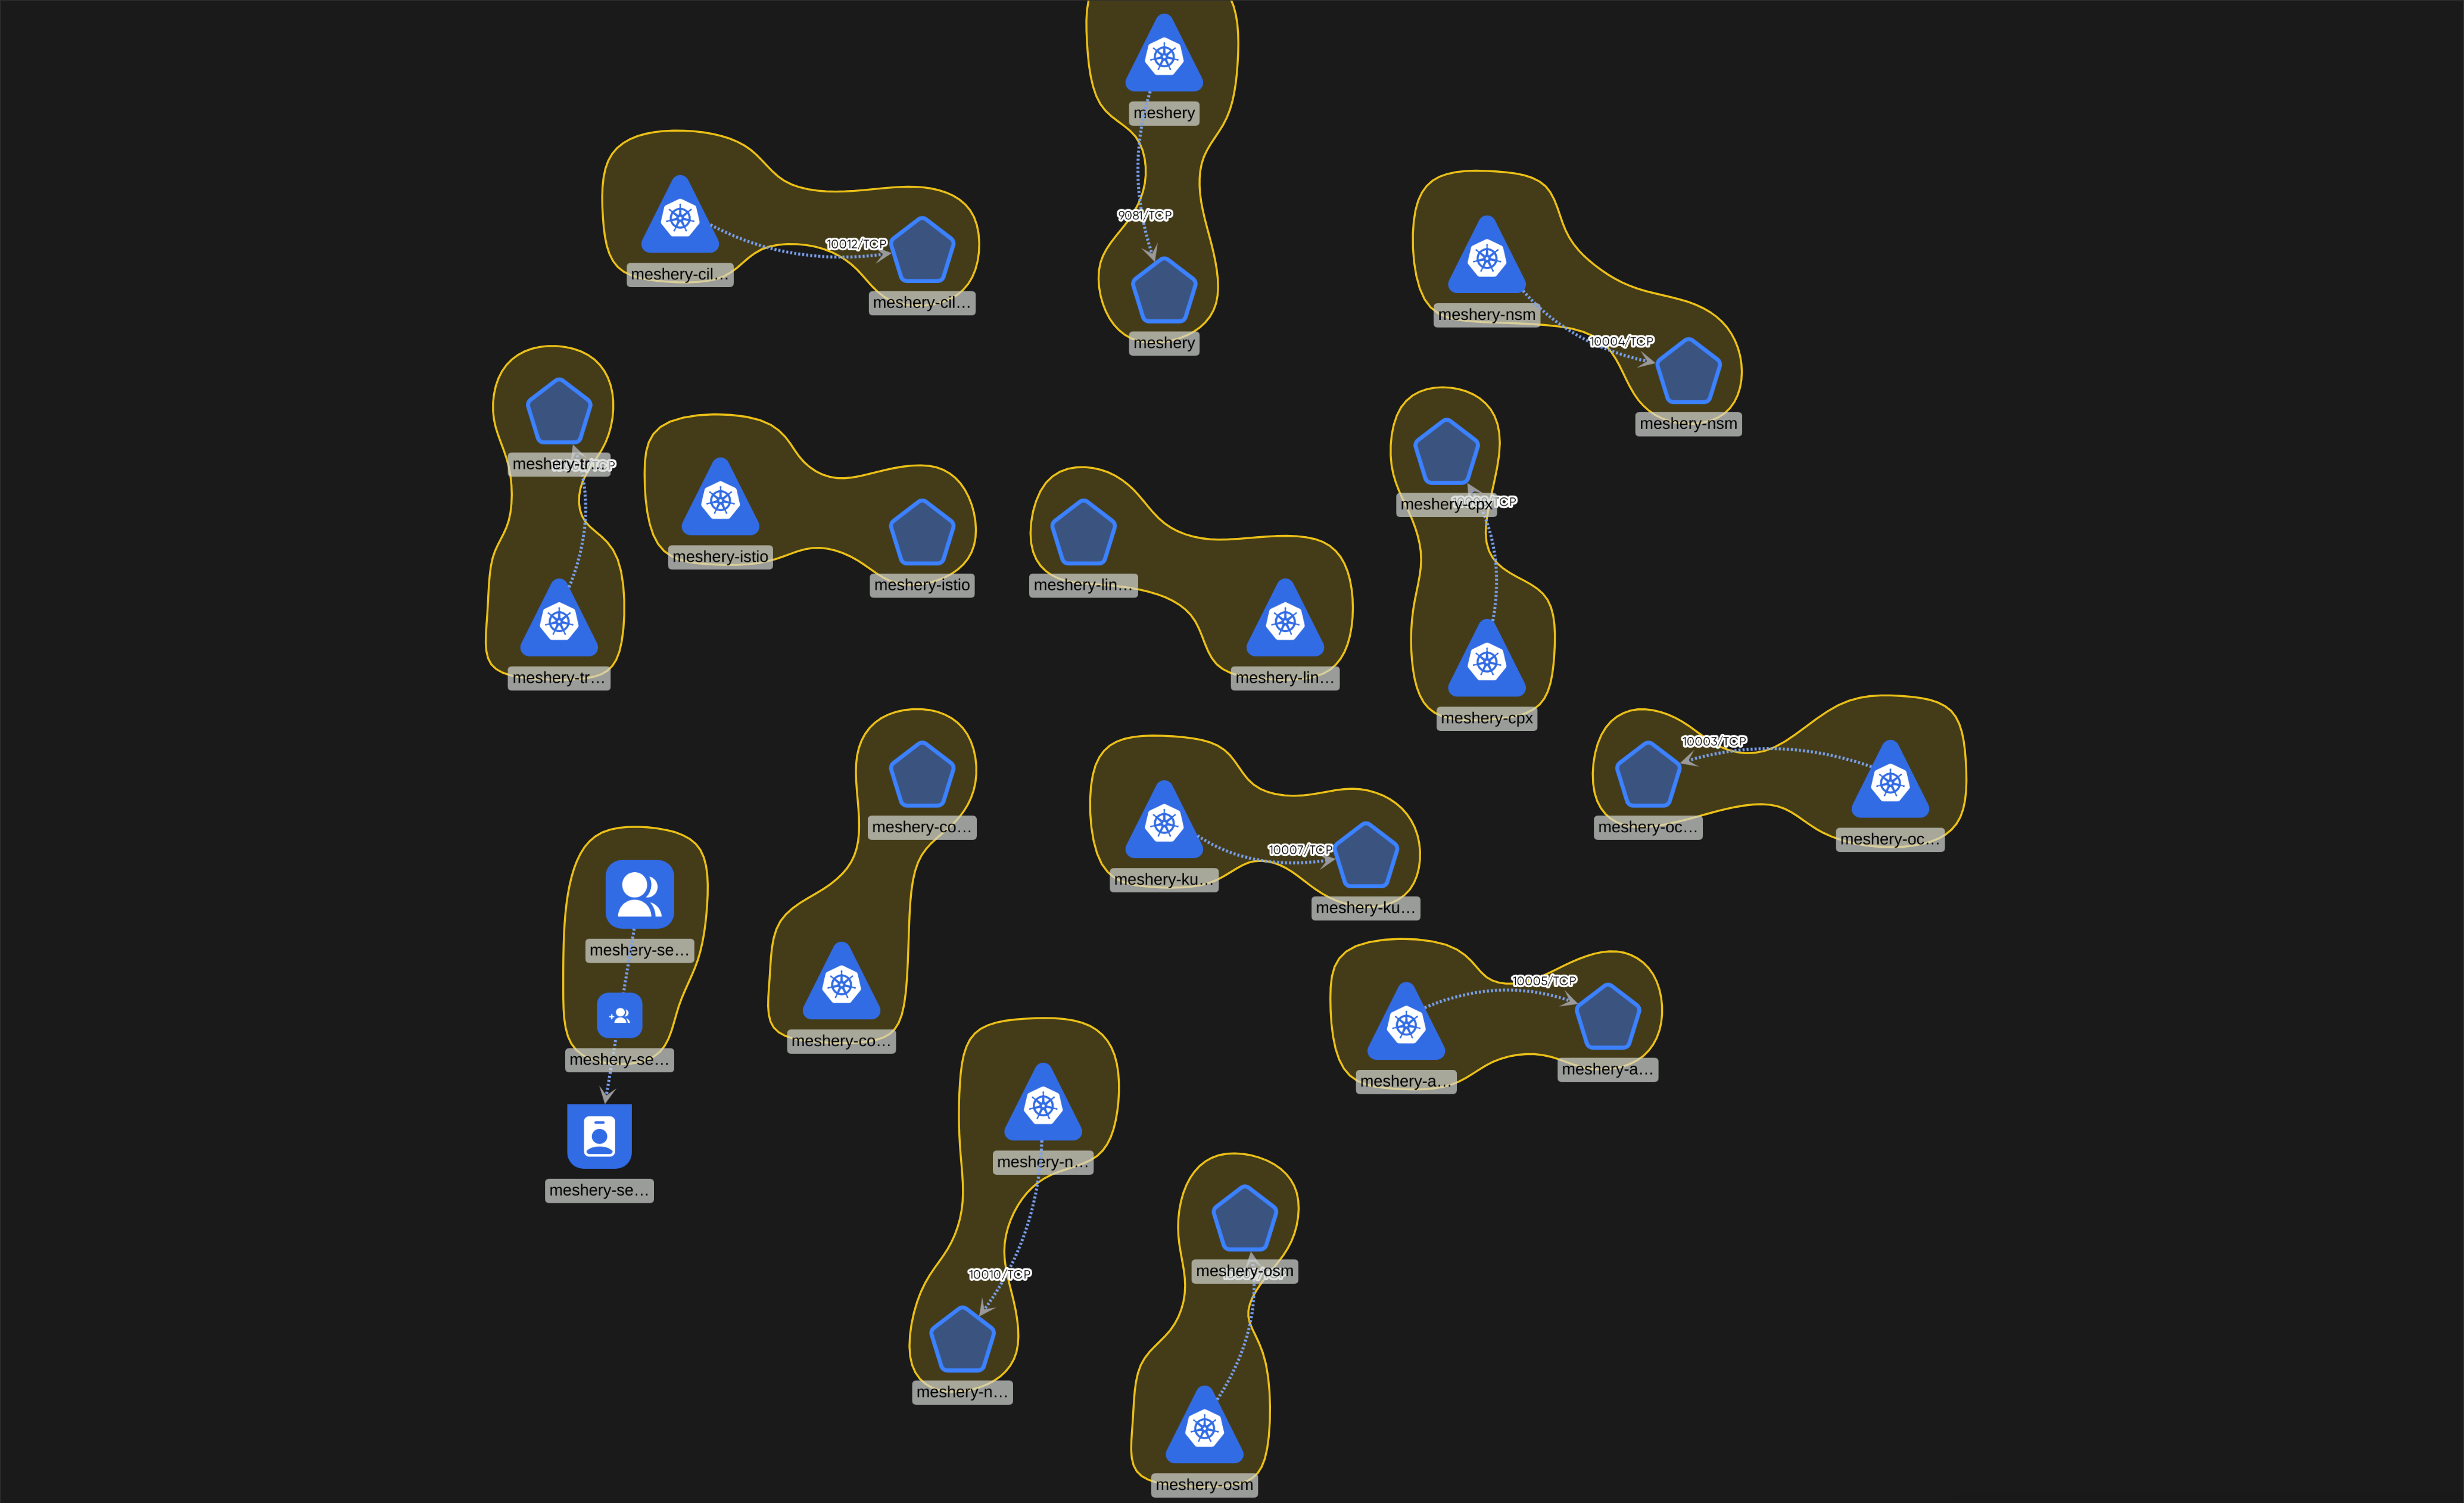 meshery
9081/TCP
meshery
meshery-cil…
10012/TCP
meshery-cil…
meshery-nsm
10004/TCP
meshery-nsm
meshery-tr…
meshery-tr…
meshery-istio
meshery-istio
meshery-lin…
meshery-lin…
meshery-cpx
meshery-cpx
10003/TCP
meshery-oc…
meshery-oc…
meshery-co…
meshery-co…
meshery-ku…
10007/TCP
meshery-ku…
meshery-se…
meshery-se…
meshery-se…
10005/TCP
meshery-a…
meshery-a…
meshery-n…
10010/TCP
meshery-n…
meshery-osm
meshery-osm